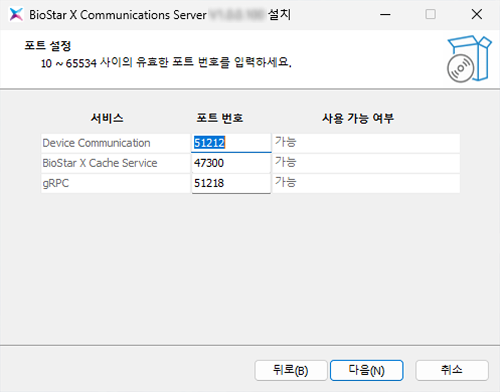 BioStar X Communications Server 설치
포트 설정
10 ~ 65534 사이의 유효한 포트 번호를 입력하세요.
서비스 포트 번호 사용 가능 여부
Device Communication 51212 가능
BioStar X Cache Service 47300 가능
gRPC 51218 가능
뒤로(B) 다음(N) 취소